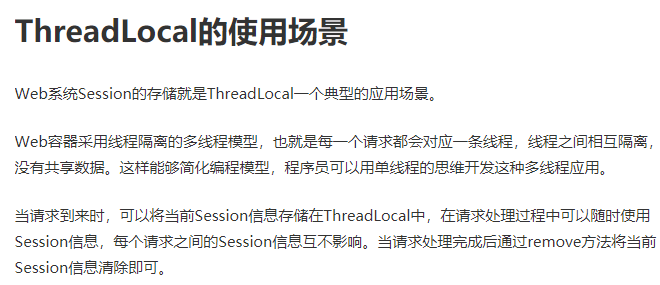 ThreadLocal的使用场景
Web系统Session的存储就是ThreadLocal一个典型的应用场景。
Web容器采用线程隔离的多线程模型，也就是每一个请求都会对应一条线程，线程之间相互隔离，
没有共享数据。这样能够简化编程模型，程序员可以用单线程的思维开发这种多线程应用。
当请求到来时，可以将当前Session信息存储在ThreadLocal中，在请求处理过程中可以随时使用
Session信息，每个请求之间的Session信息互不影响。当请求处理完成后通过remove方法将当前
Session信息清除即可。